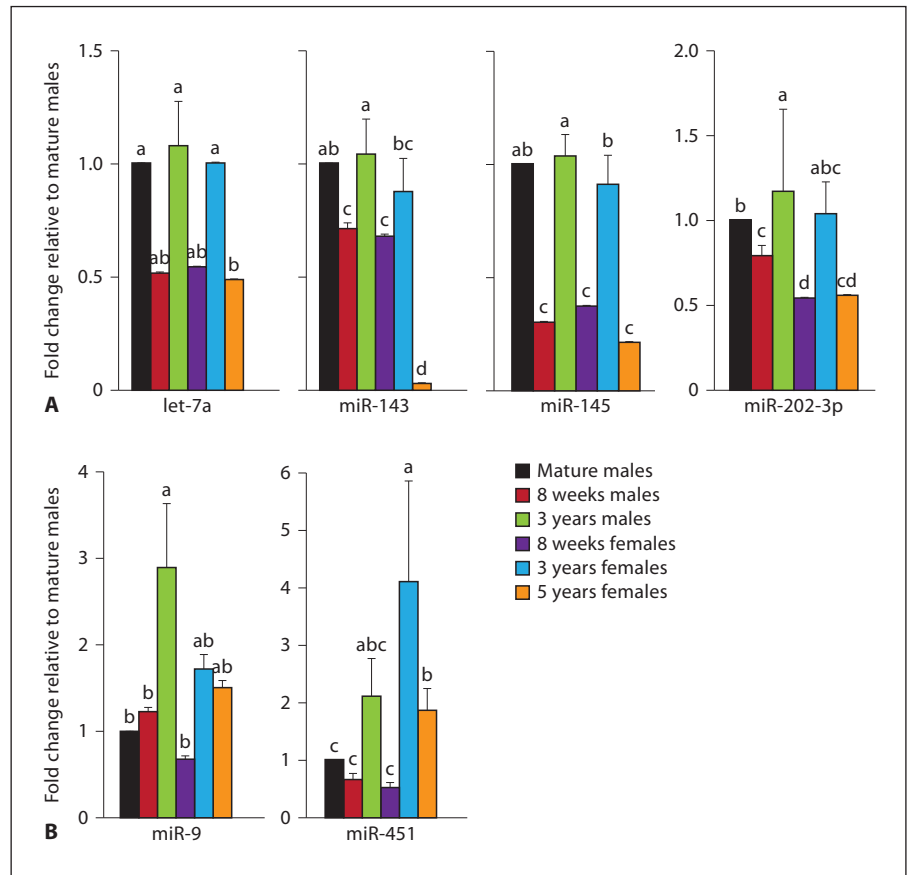 Fold change relative to mature males
1.5
1.0
0.5
0
a
ab
a
ab
a
b
let-7a
ab
c
a
c
bc
d
miR-143
ab
c
a
c
b
c
miR-145
2.0
1.5
1.0
0.5
0
b
c
a
d
abc
cd
miR-202-3p
A
Fold change relative to mature males
4
3
2
1
0
b
b
a
b
ab
ab
miR-9
6
5
4
3
2
1
0
c
c
abc
c
a
b
miR-451
B
Mature males
8 weeks males
3 years males
8 weeks females
3 years females
5 years females